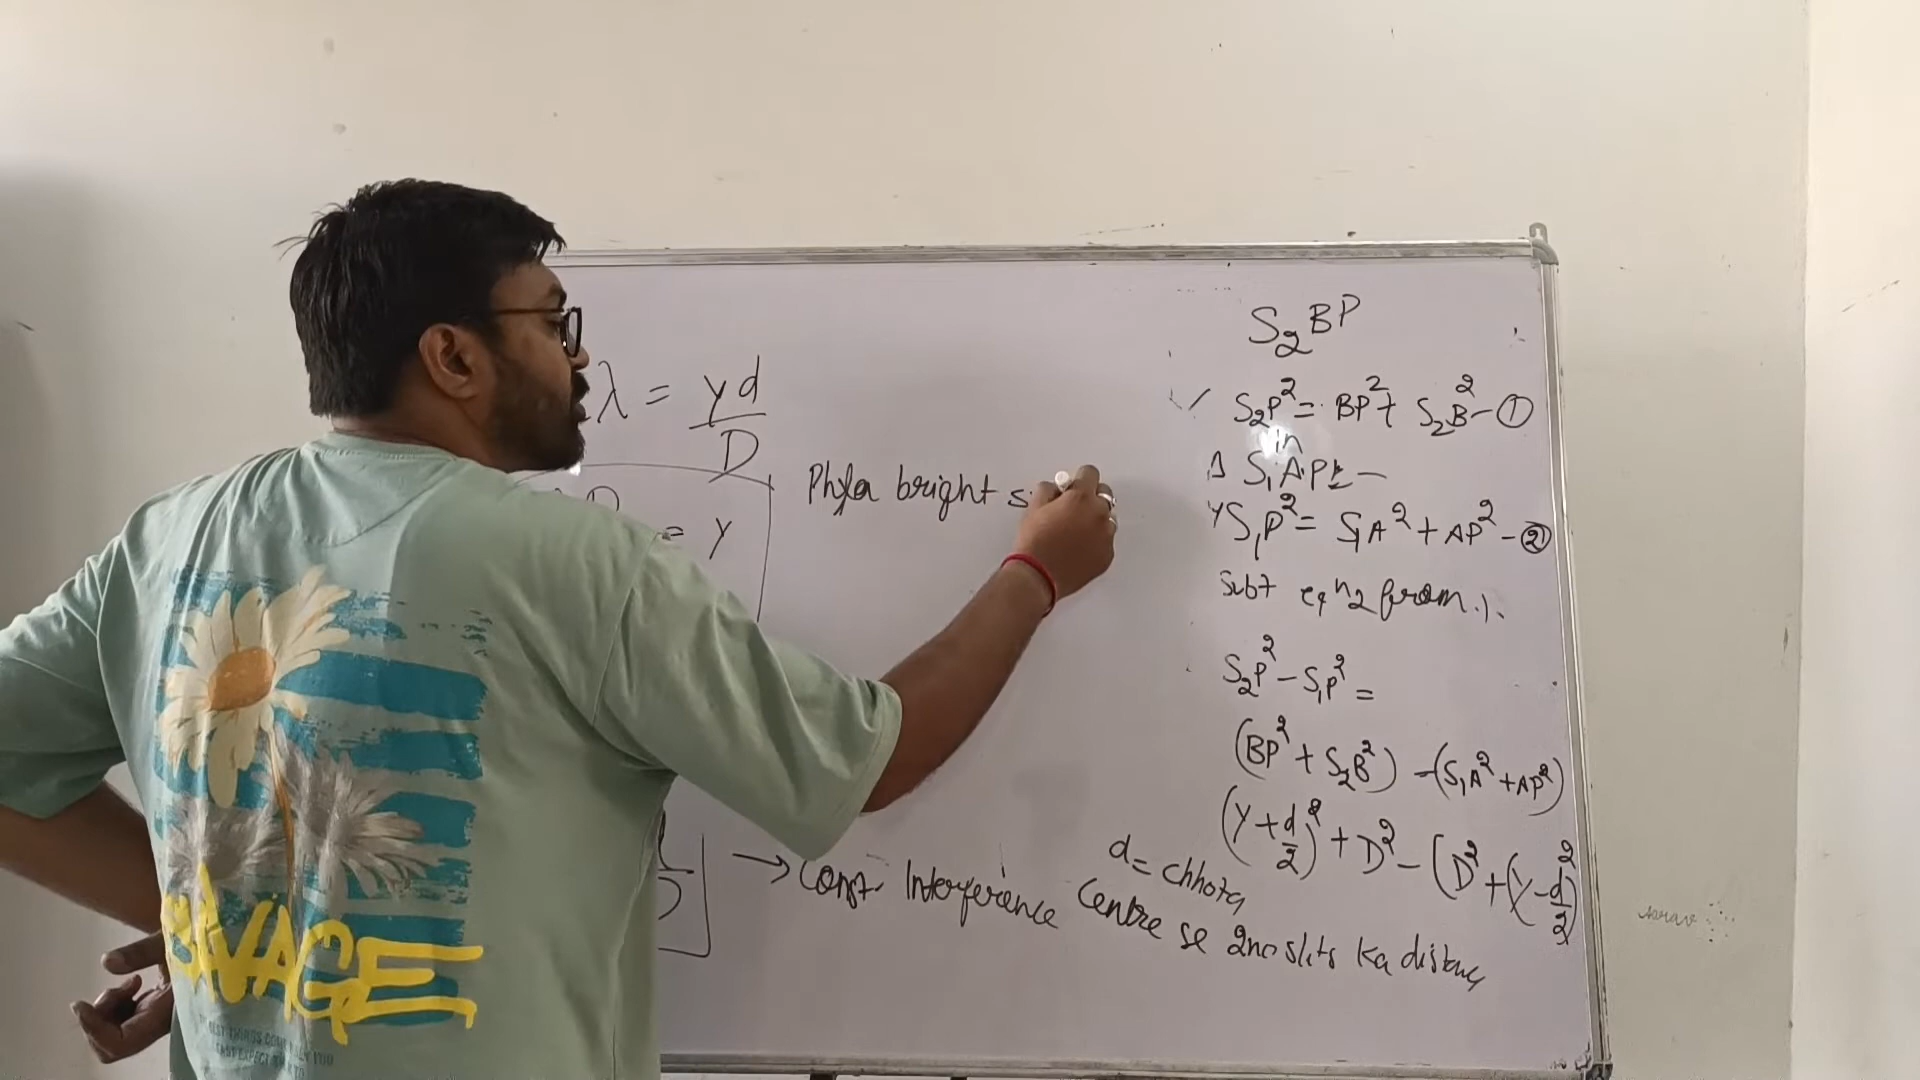 λ = yd/D
= y
Phla bright s
→ Const. Interference
S₂BP
✓ S₂P² = BP² + S₂B² - ①
in
Δ S₁AP
S₁P² = S₁A² + AP² - ②
Subt eqⁿ 2 from 1.
S₂P² - S₁P² =
(BP² + S₂B²) - (S₁A² + AP²)
(Y + d/2)² + D² - (D² + (Y - d/2)²
d = chhota
Centre se 2no slits ka distance
SAVAGE